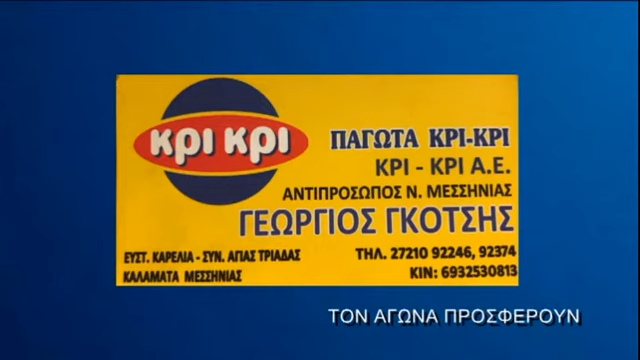 κρι κρι
ΠΑΓΩΤΑ ΚΡΙ-ΚΡΙ
ΚΡΙ - ΚΡΙ Α.Ε.
ΑΝΤΙΠΡΟΣΩΠΟΣ Ν. ΜΕΣΣΗΝΙΑΣ
ΓΕΩΡΓΙΟΣ ΓΚΟΤΣΗΣ
ΕΥΣΤ. ΚΑΡΕΛΙΑ - ΣΥΝ. ΑΓΙΑΣ ΤΡΙΑΔΑΣ
ΤΗΛ. 27210 92246, 92374
ΚΑΛΑΜΑΤΑ ΜΕΣΣΗΝΙΑΣ
ΚΙΝ: 6932530813
ΤΟΝ ΑΓΩΝΑ ΠΡΟΣΦΕΡΟΥΝ